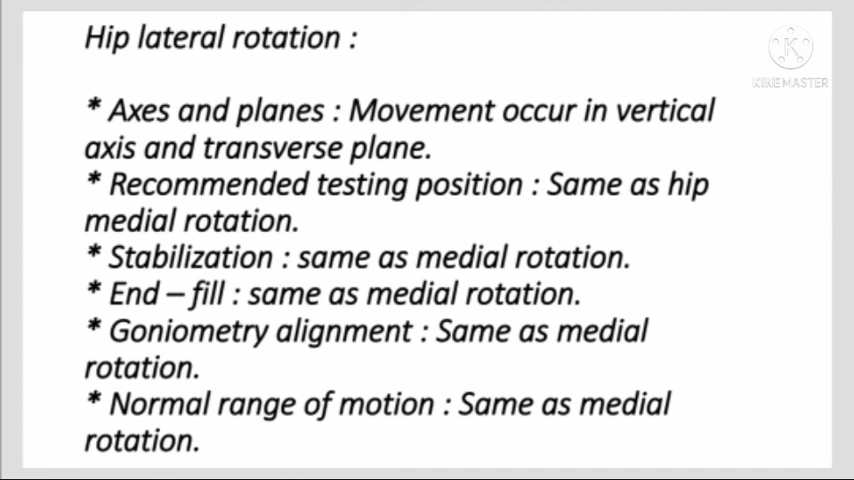 Hip lateral rotation :
K
KINEMASTER
* Axes and planes : Movement occur in vertical
axis and transverse plane.
* Recommended testing position : Same as hip
medial rotation.
* Stabilization : same as medial rotation.
* End – fill : same as medial rotation.
* Goniometry alignment : Same as medial
rotation.
* Normal range of motion : Same as medial
rotation.